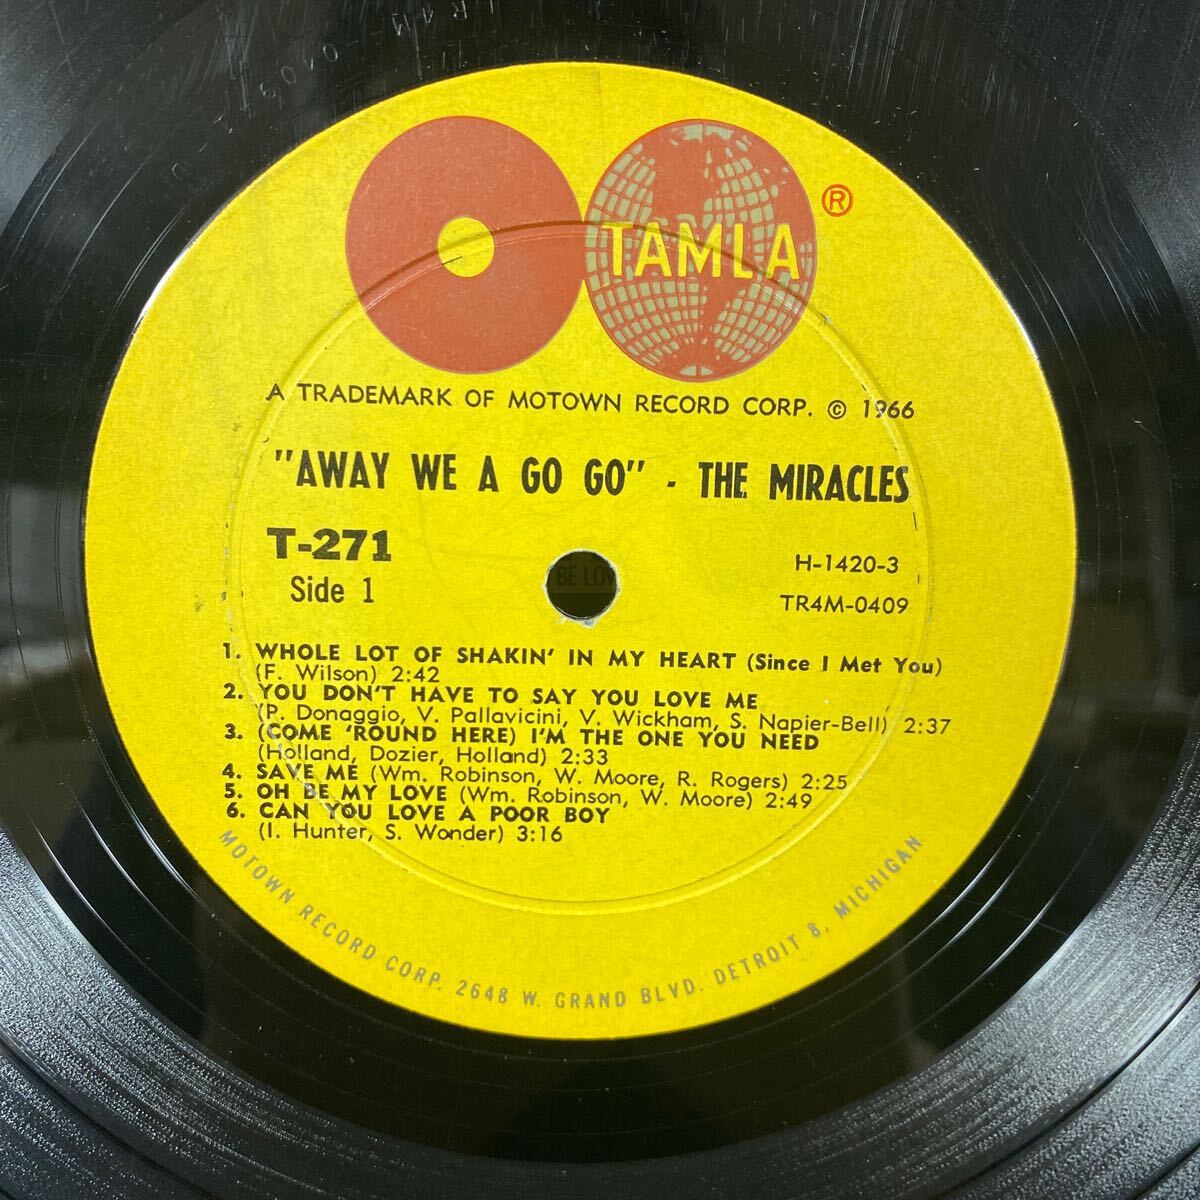 TAMLA ®
A TRADEMARK OF MOTOWN RECORD CORP. © 1966
"AWAY WE A GO GO" - THE MIRACLES
T-271
Side 1
H-1420-3
TR4M-0409
1. WHOLE LOT OF SHAKIN' IN MY HEART (Since I Met You)
(F. Wilson) 2:42
2. YOU DON'T HAVE TO SAY YOU LOVE ME
(P. Donaggio, V. Pallavicini, V. Wickham, S. Napier-Bell) 2:37
3. (COME 'ROUND HERE) I'M THE ONE YOU NEED
(Holland, Dozier, Holland) 2:33
4. SAVE ME (Wm. Robinson, W. Moore, R. Rogers) 2:25
5. OH BE MY LOVE (Wm. Robinson, W. Moore) 2:49
6. CAN YOU LOVE A POOR BOY
(I. Hunter, S. Wonder) 3:16
MOTOWN RECORD CORP. 2648 W. GRAND BLVD. DETROIT 8, MICHIGAN